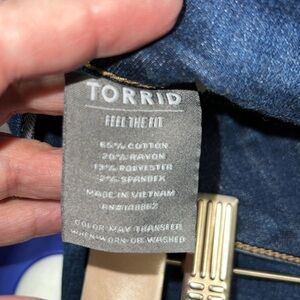 TORRID
FEEL THE FIT
65% COTTON
20% RAYON
13% POLYESTER
2% SPANDEX
MADE IN VIETNAM
COLOR MAY TRANSFER
WHEN WORN OR WASHED